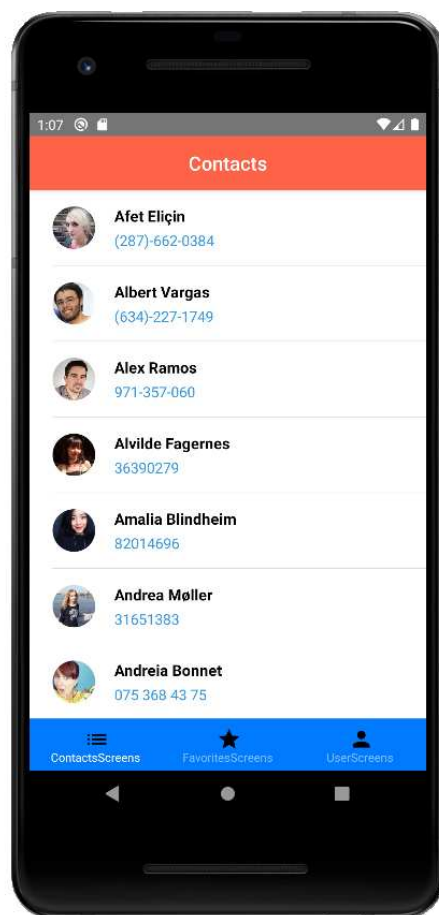 1:07
Contacts
Afet Eliçin
(287)-662-0384
Albert Vargas
(634)-227-1749
Alex Ramos
971-357-060
Alvilde Fagernes
36390279
Amalia Blindheim
82014696
Andrea Møller
31651383
Andreia Bonnet
075 368 43 75
ContactsScreens FavoritesScreens UserScreens